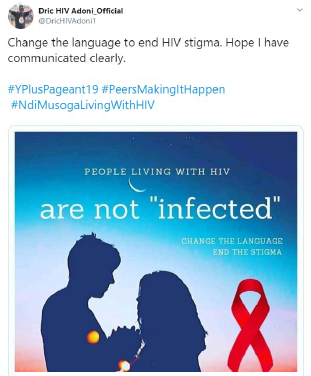 Dric HIV Adoni_Official
@DricHIVAdoni1
Change the language to end HIV stigma. Hope I have
communicated clearly.
#YPlusPageant19 #PeersMakingItHappen
#NdiMusogaLivingWithHIV
PEOPLE LIVING WITH HIV
are not "infected"
CHANGE THE LANGUAGE
END THE STIGMA